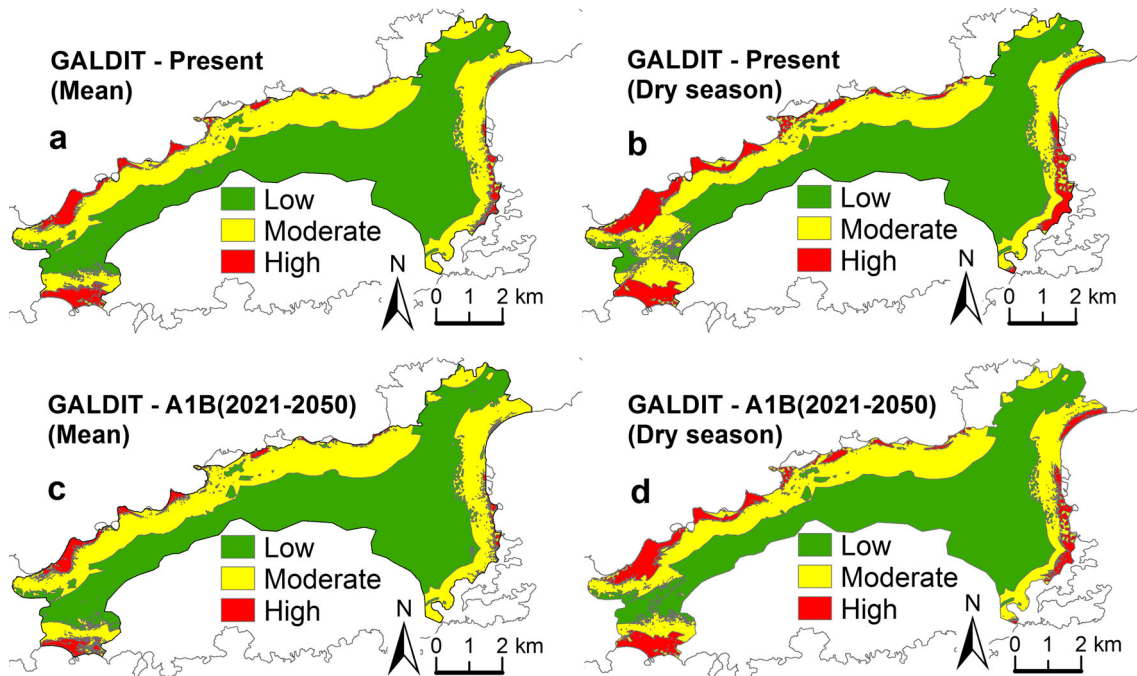 GALDIT - Present
(Mean)
a
Low
Moderate
High
N
0 1 2 km
GALDIT - Present
(Dry season)
b
Low
Moderate
High
N
0 1 2 km
GALDIT - A1B(2021-2050)
(Mean)
c
Low
Moderate
High
N
0 1 2 km
GALDIT - A1B(2021-2050)
(Dry season)
d
Low
Moderate
High
N
0 1 2 km